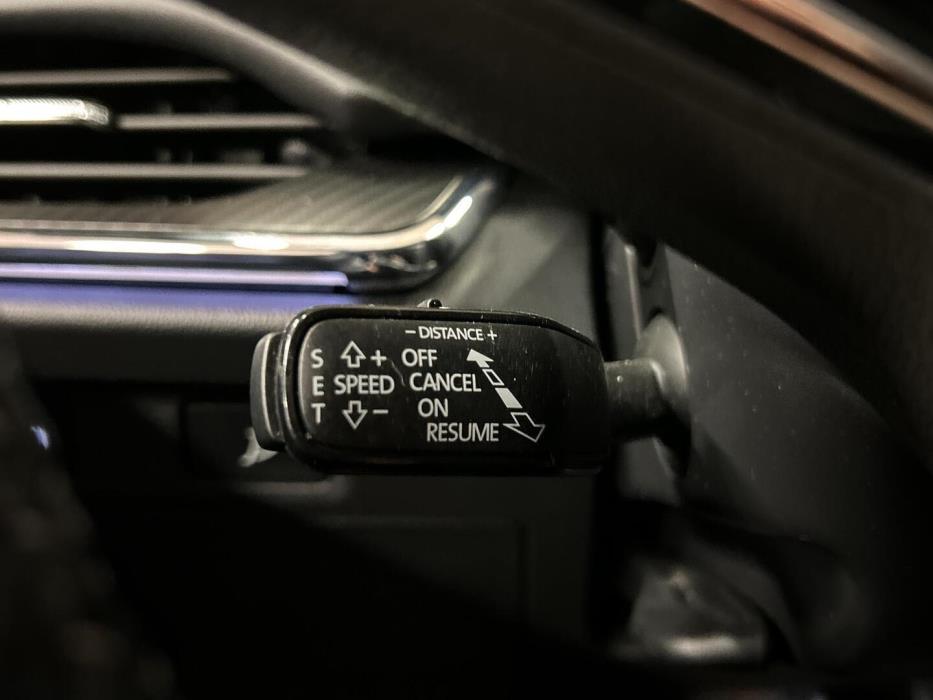 - DISTANCE +
S + OFF
E SPEED CANCEL
T - ON
RESUME